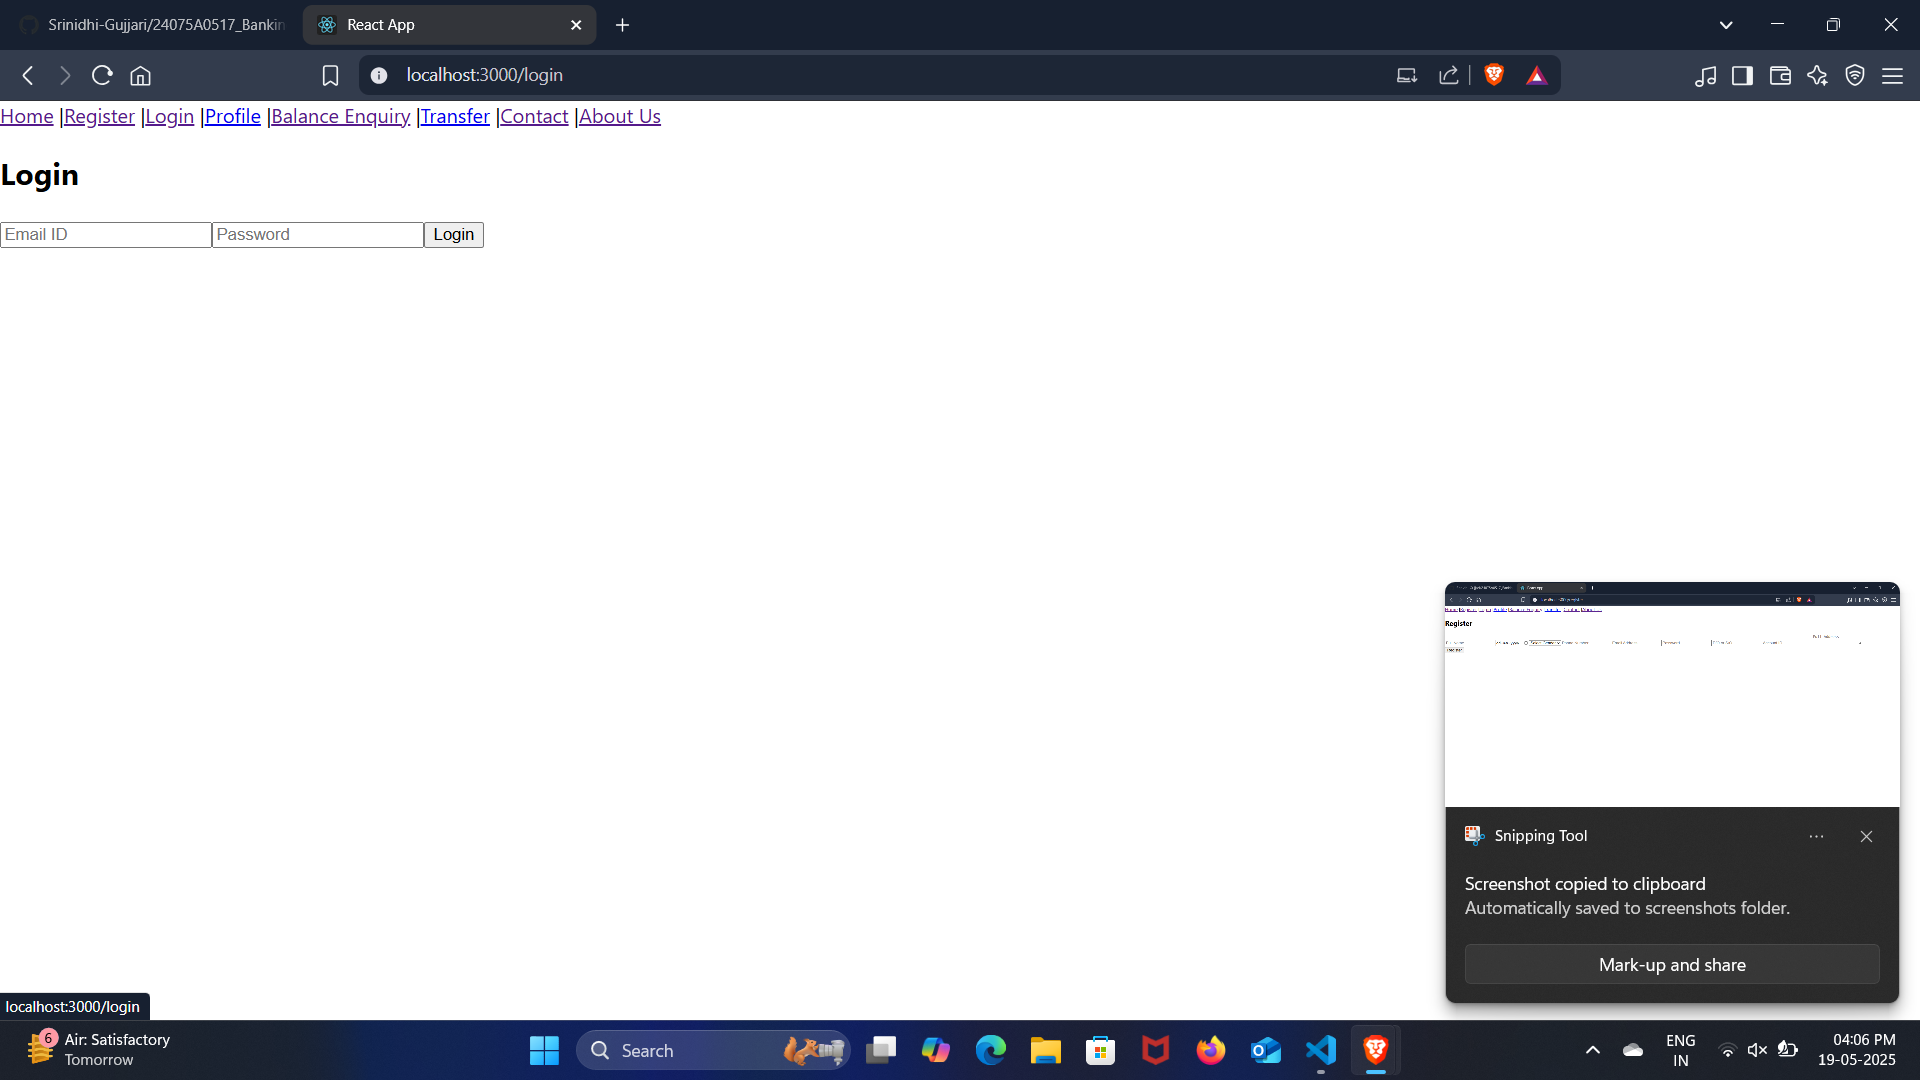 Srinidhi-Gujjari/24075A0517_Bankin
React App
localhost:3000/login
Home |Register |Login |Profile |Balance Enquiry |Transfer |Contact |About Us
Login
Email ID Password Login
Register
Snipping Tool
Screenshot copied to clipboard
Automatically saved to screenshots folder.
Mark-up and share
localhost:3000/login
6
Air: Satisfactory
Tomorrow
Search
ENG
IN
04:06 PM
19-05-2025